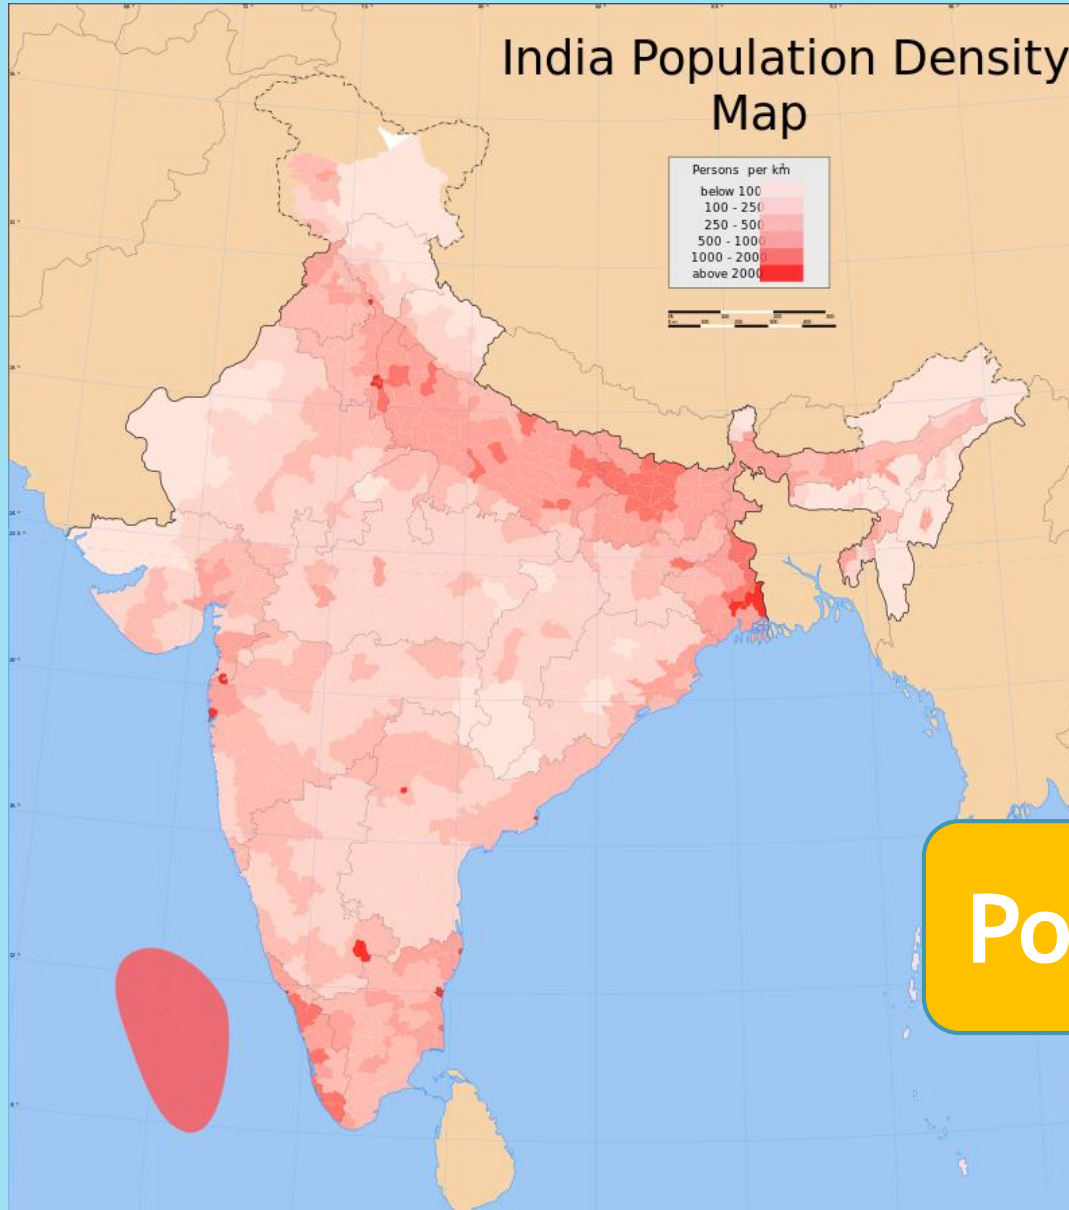 India Population Density
Map
Persons per km²
below 100
100 - 250
250 - 500
500 - 1000
1000 - 2000
above 2000
Po